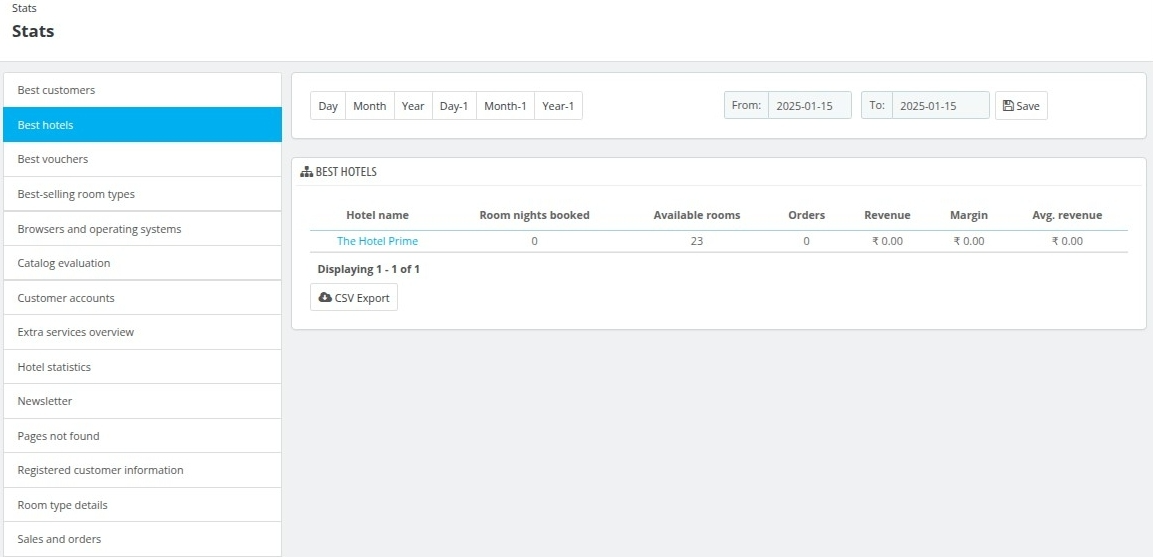 Stats
Stats
Best customers
Best hotels
Best vouchers
Best-selling room types
Browsers and operating systems
Catalog evaluation
Customer accounts
Extra services overview
Hotel statistics
Newsletter
Pages not found
Registered customer information
Room type details
Sales and orders
Day Month Year Day-1 Month-1 Year-1 From: 2025-01-15 To: 2025-01-15 Save
BEST HOTELS
Hotel name Room nights booked Available rooms Orders Revenue Margin Avg. revenue
The Hotel Prime 0 23 0 ₹ 0.00 ₹ 0.00 ₹ 0.00
Displaying 1 - 1 of 1
CSV Export